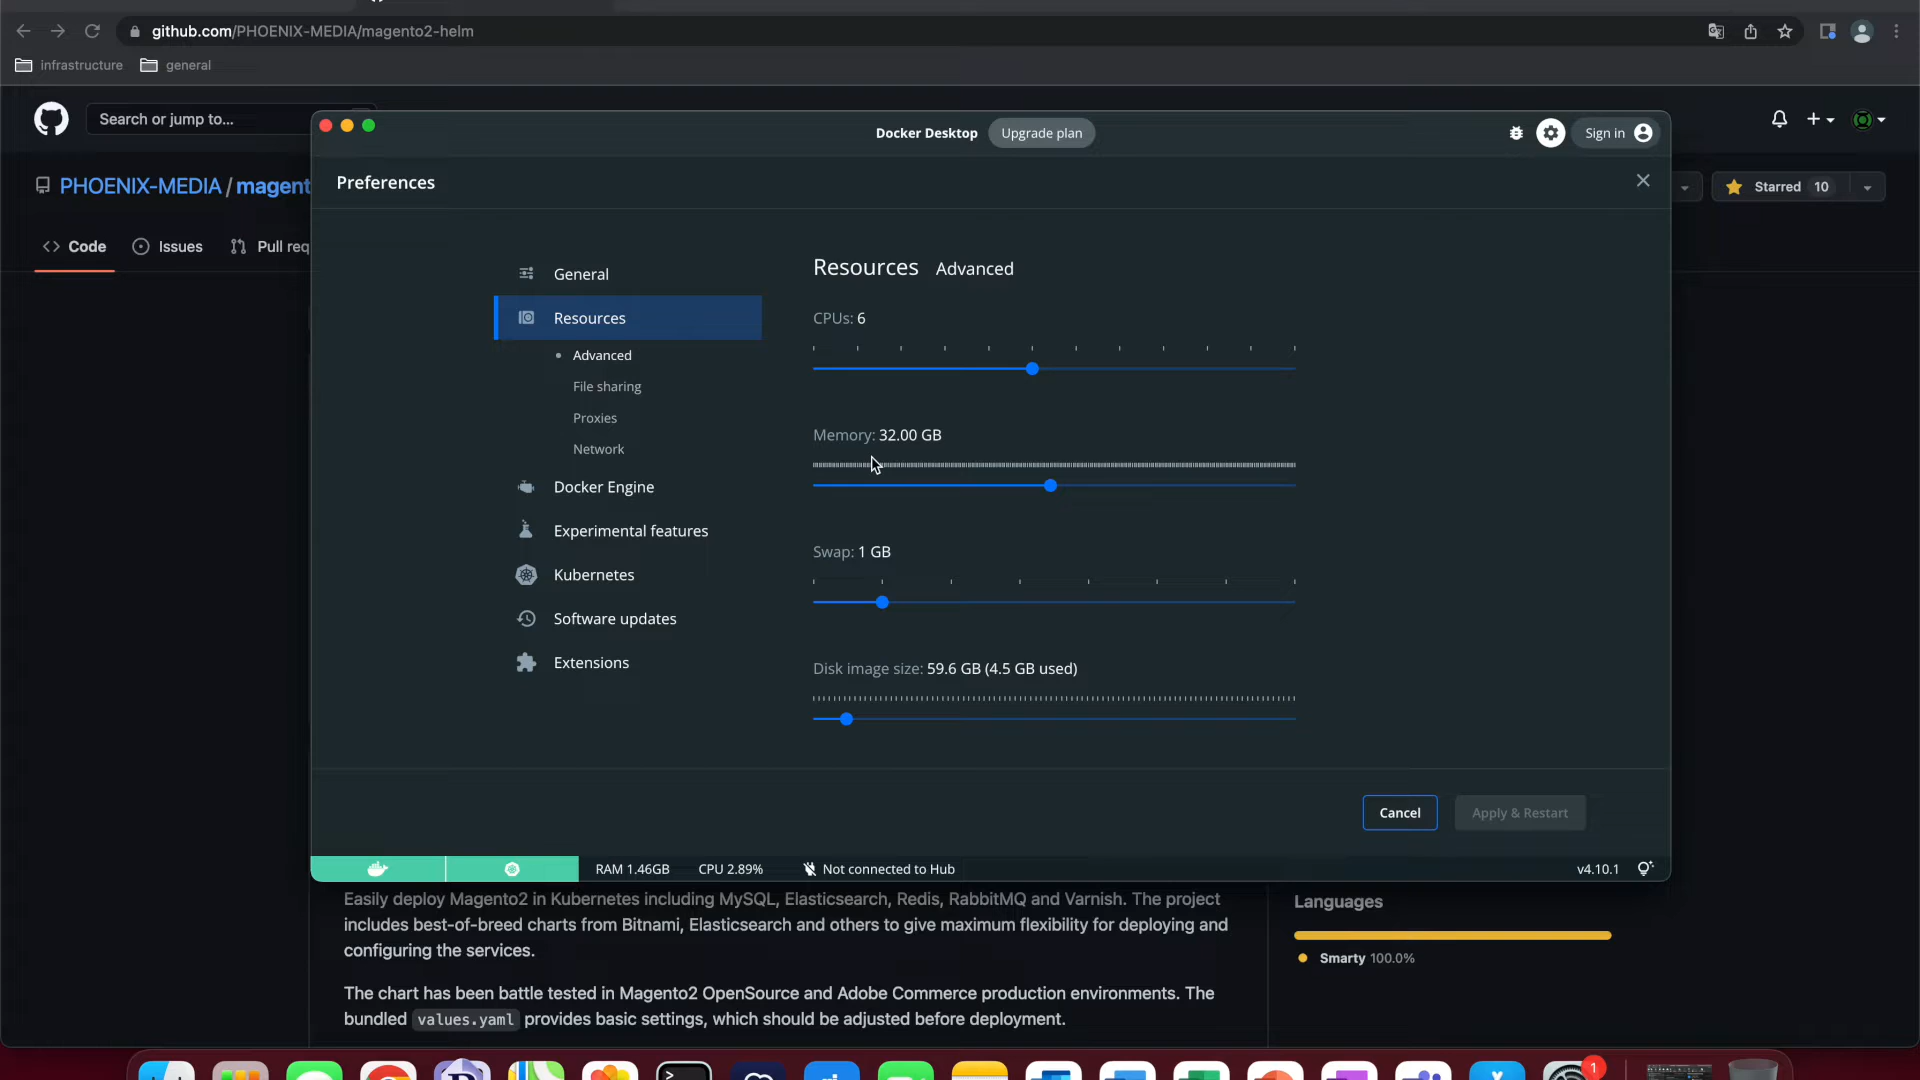 github.com/PHOENIX-MEDIA/magento2-helm
infrastructure general
Search or jump to...
Docker Desktop Upgrade plan Sign in
PHOENIX-MEDIA / magent
Preferences
Starred 10
Code Issues Pull req
General
Resources
Advanced
File sharing
Proxies
Network
Docker Engine
Experimental features
Kubernetes
Software updates
Extensions
Resources Advanced
CPUs: 6
Memory: 32.00 GB
Swap: 1 GB
Disk image size: 59.6 GB (4.5 GB used)
Cancel Apply & Restart
RAM 1.46GB CPU 2.89% Not connected to Hub v4.10.1
Easily deploy Magento2 in Kubernetes including MySQL, Elasticsearch, Redis, RabbitMQ and Varnish. The project
includes best-of-breed charts from Bitnami, Elasticsearch and others to give maximum flexibility for deploying and
configuring the services.
The chart has been battle tested in Magento2 OpenSource and Adobe Commerce production environments. The
bundled values.yaml provides basic settings, which should be adjusted before deployment.
Languages
Smarty 100.0%
1